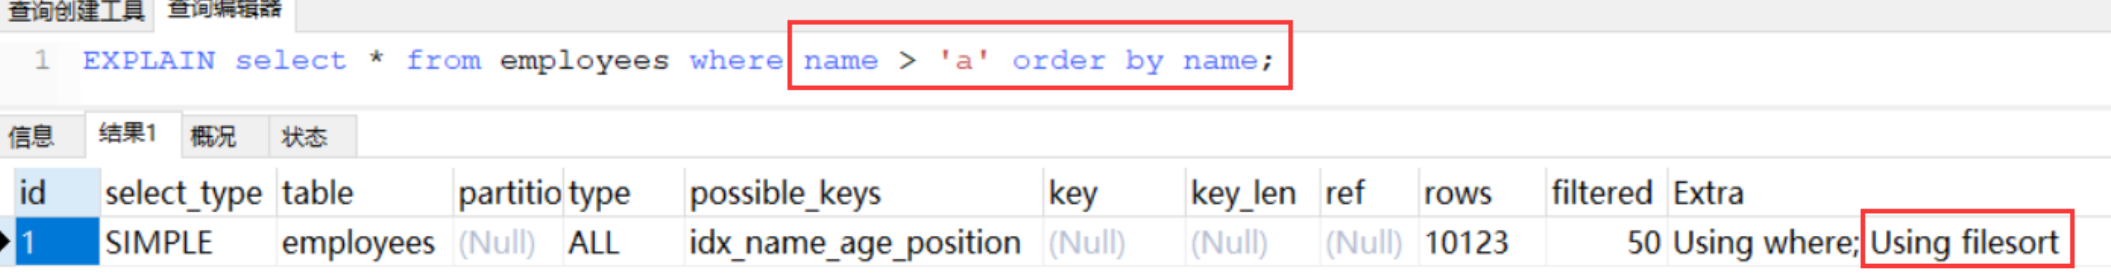 查询创建工具 查询编辑器
1 EXPLAIN select * from employees where name > 'a' order by name;
信息 结果1 概况 状态
id select_type table partitio type possible_keys key key_len ref rows filtered Extra
1 SIMPLE employees (Null) ALL idx_name_age_position (Null) (Null) (Null) 10123 50 Using where; Using filesort